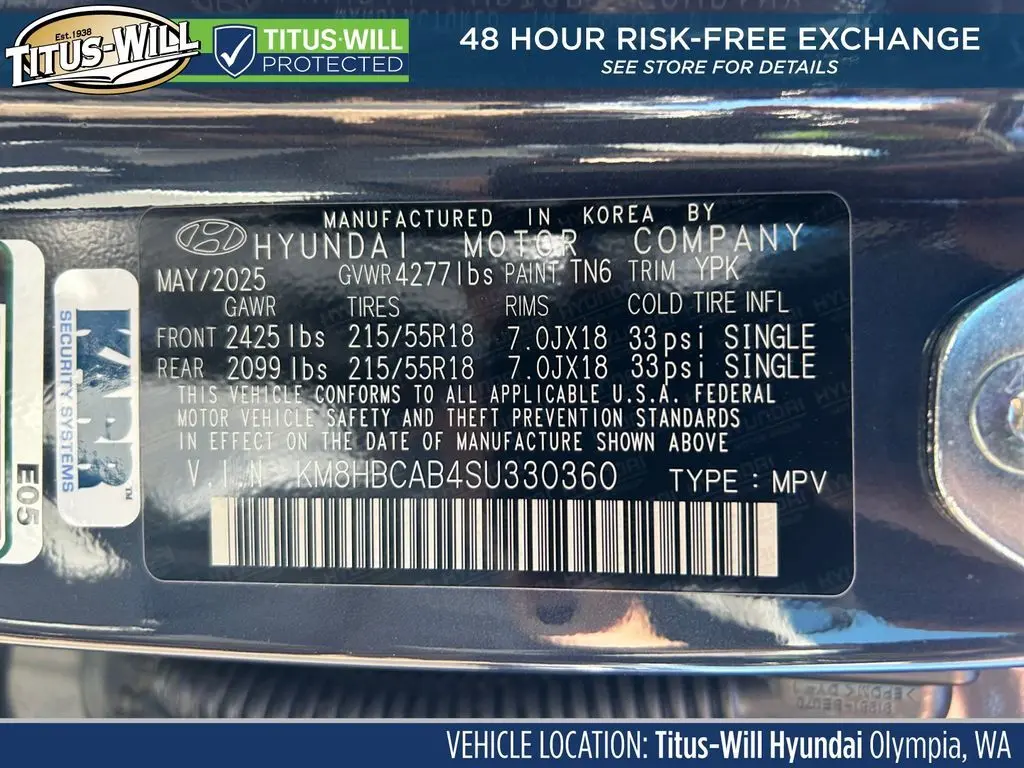 Est. 1938
TITUS-WILL
TITUS-WILL
PROTECTED
48 HOUR RISK-FREE EXCHANGE
SEE STORE FOR DETAILS
MANUFACTURED IN KOREA BY
HYUNDAI MOTOR COMPANY
MAY/2025 GVWR 4277lbs PAINT TN6 TRIM YPK
GAWR TIRES RIMS COLD TIRE INFL
FRONT 2425 lbs 215/55R18 7.0JX18 33psi SINGLE
REAR 2099 lbs 215/55R18 7.0JX18 33psi SINGLE
THIS VEHICLE CONFORMS TO ALL APPLICABLE U.S.A. FEDERAL
MOTOR VEHICLE SAFETY AND THEFT PREVENTION STANDARDS
IN EFFECT ON THE DATE OF MANUFACTURE SHOWN ABOVE
V.I.N KM8HBCAB4SU330360 TYPE : MPV
SECURITY SYSTEMS
E05
VEHICLE LOCATION: Titus-Will Hyundai Olympia, WA